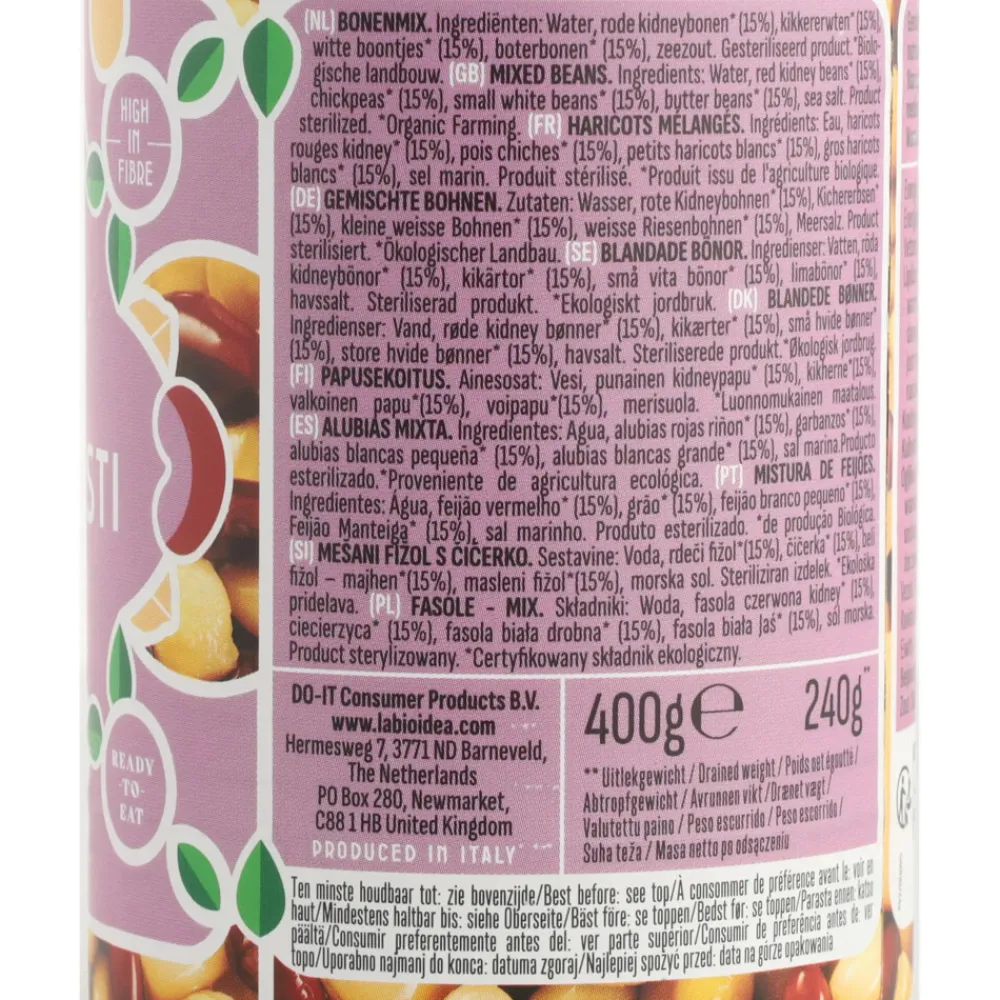 HIGH
IN
FIBRE
STI
READY
-TO-
EAT
(NL) BONENMIX. Ingrediënten: Water, rode kidneybonen* (15%), kikkererwten* (15%),
witte boontjes* (15%), boterbonen* (15%), zeezout. Gesteriliseerd product.*Biolo-
gische landbouw. (GB) MIXED BEANS. Ingredients: Water, red kidney beans* (15%),
chickpeas* (15%), small white beans* (15%), butter beans* (15%), sea salt. Product
sterilized. *Organic Farming. (FR) HARICOTS MÉLANGÉS. Ingrédients: Eau, haricots
rouges kidney* (15%), pois chiches* (15%), petits haricots blancs* (15%), gros haricots
blancs* (15%), sel marin. Produit stérilisé. *Produit issu de l'agriculture biologique.
(DE) GEMISCHTE BOHNEN. Zutaten: Wasser, rote Kidneybohnen* (15%), Kichererbsen*
(15%), kleine weisse Bohnen* (15%), weisse Riesenbohnen* (15%), Meersalz. Produkt
sterilisiert. *Ökologischer Landbau. (SE) BLANDADE BÖNOR. Ingredienser: Vatten, röda
kidneybönor* (15%), kikärtor* (15%), små vita bönor* (15%), limabönor* (15%),
havssalt. Steriliserad produkt. *Ekologiskt jordbruk. (DK) BLANDEDE BØNNER.
Ingredienser: Vand, røde kidney bønner* (15%), kikærter* (15%), små hvide bønner*
(15%), store hvide bønner* (15%), havsalt. Steriliserede produkt.*Økologisk jordbrug.
(FI) PAPUSEKOITUS. Ainesosat: Vesi, punainen kidneypapu* (15%), kikherne*(15%),
valkoinen papu*(15%), voipapu*(15%), merisuola. *Luonnomukainen maatalous.
(ES) ALUBIAS MIXTA. Ingredientes: Agua, alubias rojas riñon* (15%), garbanzos* (15%),
alubias blancas pequeña* (15%), alubias blancas grande* (15%), sal marina.Producto
esterilizado.*Proveniente de agricultura ecológica. (PT) MISTURA DE FEIJÕES.
Ingredientes: Água, feijão vermelho* (15%), grão* (15%), feijão branco pequeno* (15%),
Feijão Manteiga* (15%), sal marinho. Produto esterilizado. *de produção Biológica.
(SI) MEŠANI FIŽOL S ČIČERKO. Sestavine: Voda, rdeči fižol*(15%), čičerka* (15%), beli
fižol – majhen*(15%), masleni fižol*(15%), morska sol. Steriliziran izdelek. *Ekološka
pridelava. (PL) FASOLE - MIX. Składniki: Woda, fasola czerwona kidney* (15%),
ciecierzyca* (15%), fasola biała drobna* (15%), fasola biała Jaś* (15%), sól morska.
Product sterylizowany. *Certyfikowany składnik ekologiczny.
DO-IT Consumer Products B.V.
www.labioidea.com
Hermesweg 7, 3771 ND Barneveld,
The Netherlands
PO Box 280, Newmarket,
C88 1 HB United Kingdom
PRODUCED IN ITALY
400g e 240g**
** Uitlekgewicht / Drained weight / Poids net égoutté /
Abtropfgewicht / Avrunnen vikt / Drænet vægt /
Valutettu paino / Peso escurrido / Peso escorrido /
Suha teža / Masa netto po odsączeniu
Ten minste houdbaar tot: zie bovenzijde/Best before: see top/À consommer de préférence avant le: voir en
haut/Mindestens haltbar bis: siehe Oberseite/Bäst före: se toppen/Bedst før: se toppen/Parasta ennen: katso
päältä/Consumir preferentemente antes del: ver parte superior/Consumir de preferência antes de: ver
topo/Uporabno najmanj do konca: datuma zgoraj/Najlepiej spożyć przed: data na górze opakowania